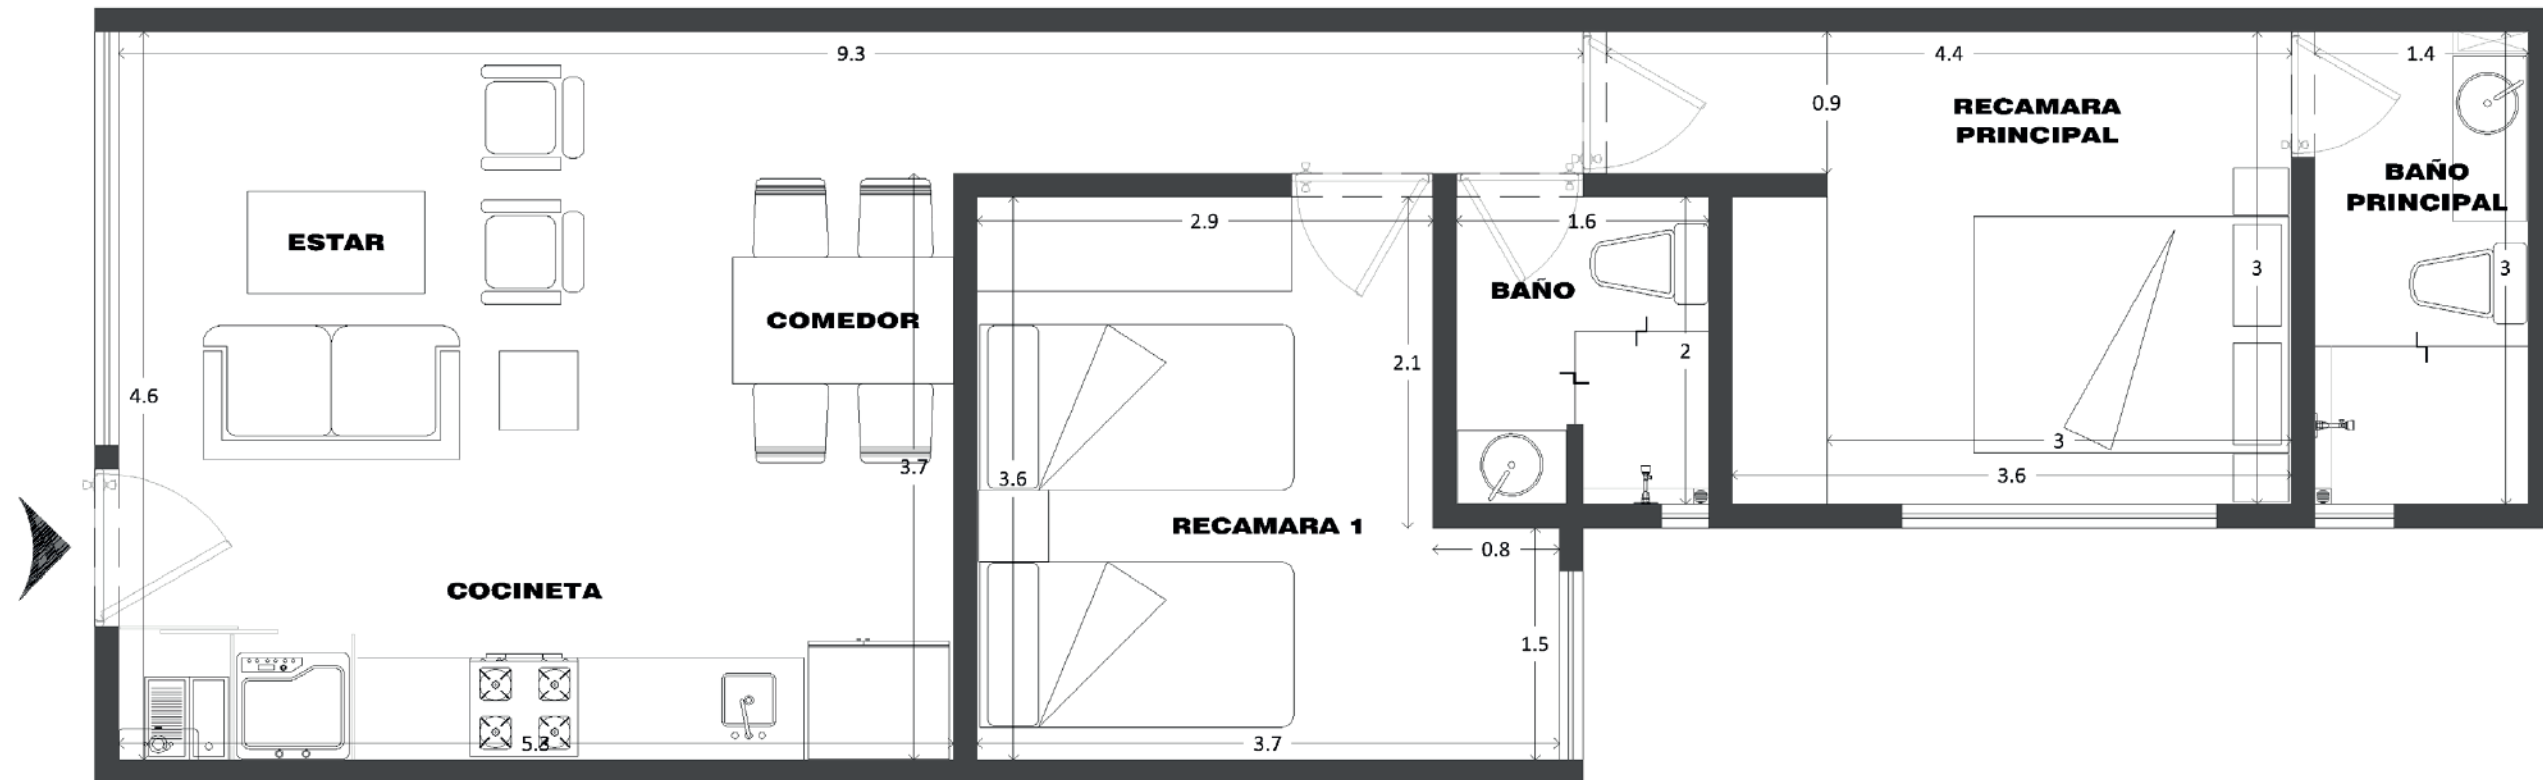 9.3
4.4
1.4
0.9
RECAMARA
PRINCIPAL
BAÑO
PRINCIPAL
2.9
1.6
ESTAR
3
3
BAÑO
COMEDOR
2
2.1
4.6
3
3.7
3.6
3.6
RECAMARA 1
0.8
COCINETA
1.5
5.3
3.7